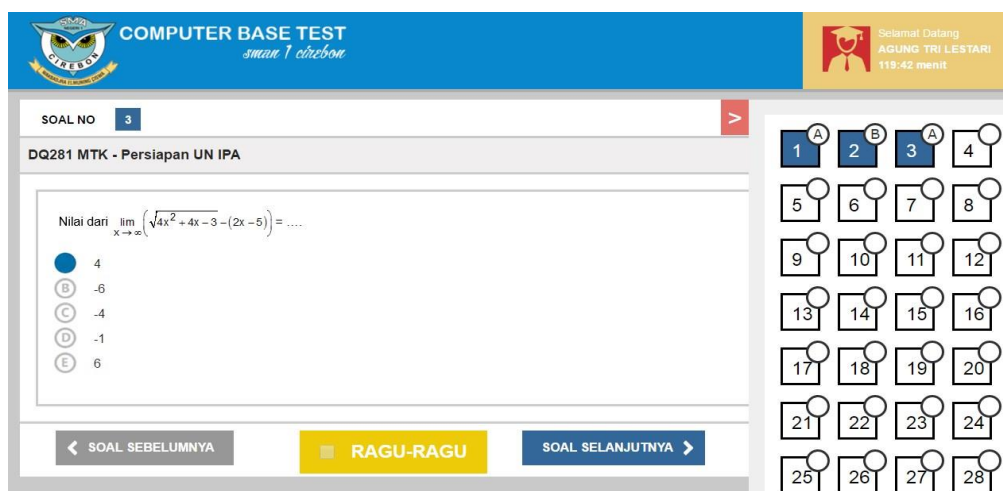 SMA
NEGERI 1
CIREBON
COMPUTER BASE TEST
sman 1 cirebon
Selamat Datang
AGUNG TRI LESTARI
119:42 menit
SOAL NO 3
>
DQ281 MTK - Persiapan UN IPA
Nilai dari lim x → ∞ (√4x² + 4x – 3 – (2x – 5)) = ....
4
B -6
C -4
D -1
E 6
SOAL SEBELUMNYA
RAGU-RAGU
SOAL SELANJUTNYA
1 A 2 B 3 A 4
5 6 7 8
9 10 11 12
13 14 15 16
17 18 19 20
21 22 23 24
25 26 27 28